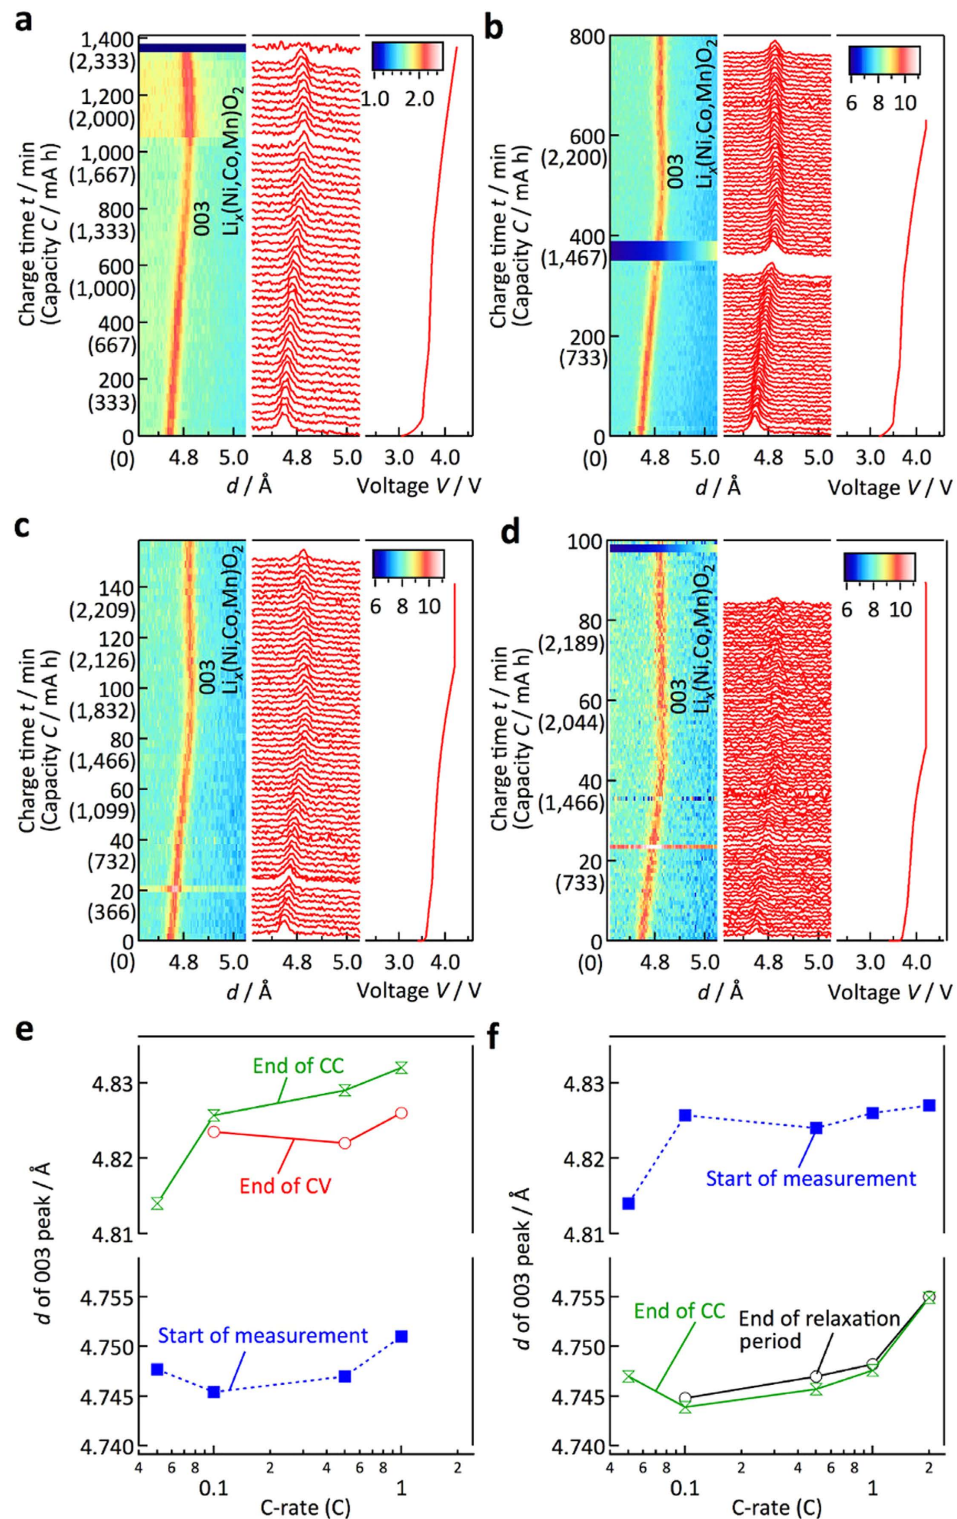 a
1,400
(2,333)
1,200
(2,000)
1,000
(1,667)
800
(1,333)
600
(1,000)
400
(667)
200
(333)
0
(0)
Charge time t / min
(Capacity C / mA h)
003
Liₓ(Ni,Co,Mn)O₂
1.0 2.0
4.8 5.0
4.8 5.0
3.0 4.0
d / Å
Voltage V / V
b
800
600
(2,200)
400
(1,467)
200
(733)
0
(0)
Charge time t / min
(Capacity C / mA h)
003
Liₓ(Ni,Co,Mn)O₂
6 8 10
4.8 5.0
4.8 5.0
3.0 4.0
d / Å
Voltage V / V
c
140
(2,209)
120
(2,126)
100
(1,832)
80
(1,466)
60
(1,099)
40
(732)
20
(366)
0
(0)
Charge time t / min
(Capacity C / mA h)
003
Liₓ(Ni,Co,Mn)O₂
6 8 10
4.8 5.0
4.8 5.0
3.0 4.0
d / Å
Voltage V / V
d
100
80
(2,189)
60
(2,044)
40
(1,466)
20
(733)
0
(0)
Charge time t / min
(Capacity C / mA h)
003
Liₓ(Ni,Co,Mn)O₂
6 8 10
4.8 5.0
4.8 5.0
3.0 4.0
d / Å
Voltage V / V
e
4.83
4.82
4.81
4.755
4.750
4.745
4.740
d of 003 peak / Å
End of CC
End of CV
Start of measurement
4 6 8 2 4 6 8 2
0.1 1
C-rate (C)
f
4.83
4.82
4.81
4.755
4.750
4.745
4.740
d of 003 peak / Å
Start of measurement
End of CC
End of relaxation
period
4 6 8 2 4 6 8 2
0.1 1
C-rate (C)